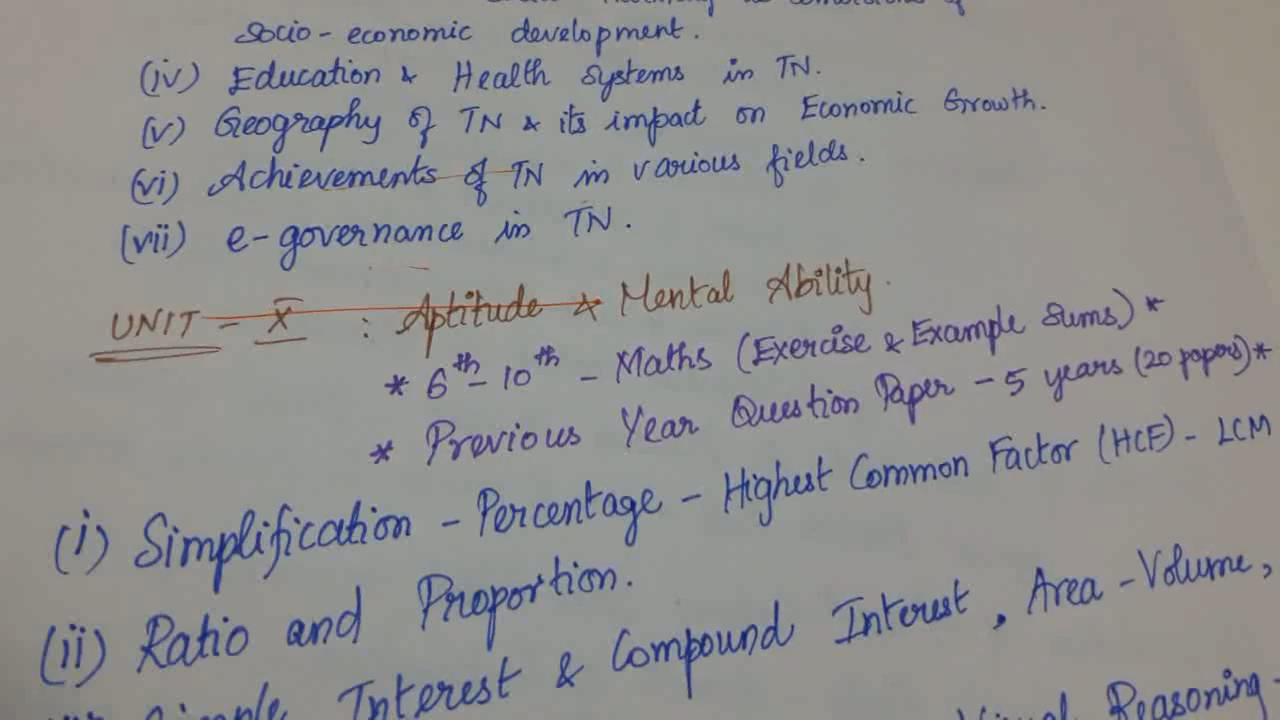 Socio-economic development.
(iv) Education & Health Systems in TN.
(v) Geography of TN & its impact on Economic Growth.
(vi) Achievements of TN in various fields.
(vii) e-governance in TN.
UNIT - X : Aptitude & Mental Ability.
* 6th - 10th - Maths (Exercise & Example Sums) *
* Previous Year Question Paper - 5 years (20 papers) *
(i) Simplification - Percentage - Highest Common Factor (HCF) - LCM
(ii) Ratio and Proportion.
Simple Interest & Compound Interest, Area - Volume,
Reasoning -